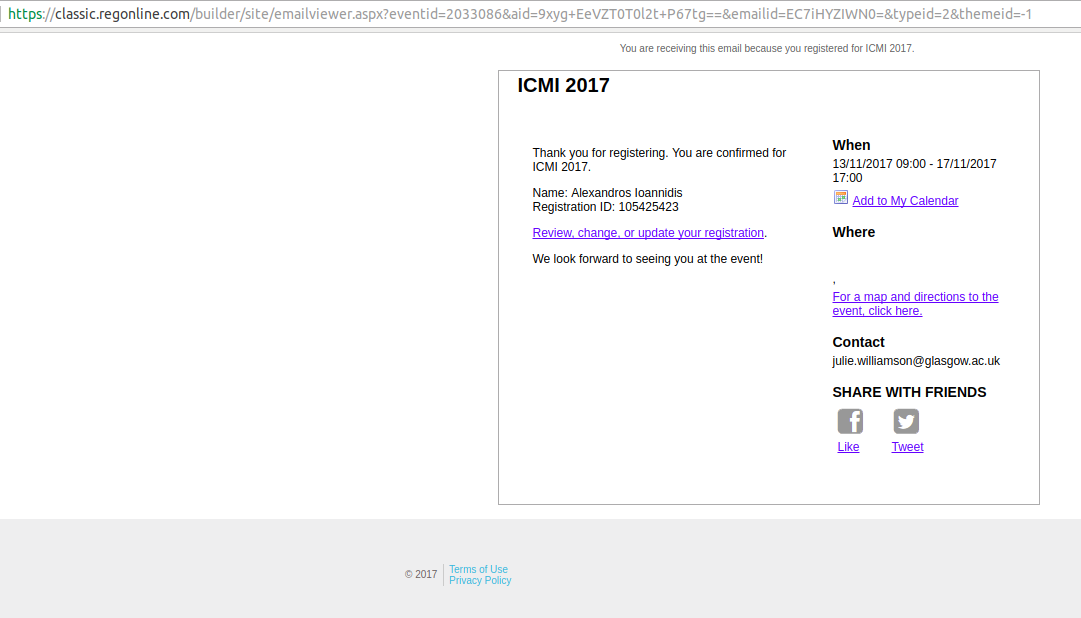 https://classic.regonline.com/builder/site/emailviewer.aspx?eventid=2033086&aid=9xyg+EeVZT0T0l2t+P67tg==&emailid=EC7iHYZIWN0=&typeid=2&themeid=-1
You are receiving this email because you registered for ICMI 2017.
ICMI 2017
Thank you for registering. You are confirmed for
ICMI 2017.
Name: Alexandros Ioannidis
Registration ID: 105425423
Review, change, or update your registration.
We look forward to seeing you at the event!
When
13/11/2017 09:00 - 17/11/2017
17:00
Add to My Calendar
Where
,
For a map and directions to the
event, click here.
Contact
julie.williamson@glasgow.ac.uk
SHARE WITH FRIENDS
Like
Tweet
© 2017
Terms of Use
Privacy Policy